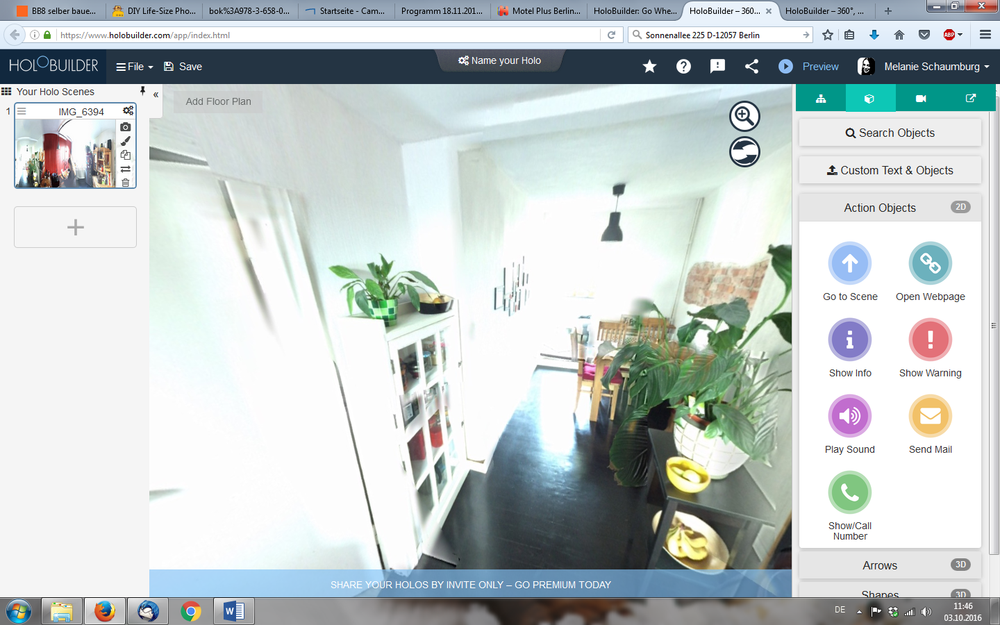 BB8 selber baue...
DIY Life-Size Pho...
bok%3A978-3-658-0...
Startseite - Cam...
Programm 18.11.201...
Motel Plus Berlin...
HoloBuilder: Go Whe...
HoloBuilder – 360...
HoloBuilder – 360°, ...
https://www.holobuilder.com/app/index.html
Sonnenallee 225 D-12057 Berlin
ABP
HOLOBUILDER
File
Save
Name your Holo
Preview
Melanie Schaumburg
Your Holo Scenes
«
1
IMG_6394
Add Floor Plan
Search Objects
Custom Text & Objects
Action Objects
2D
Go to Scene
Open Webpage
Show Info
Show Warning
Play Sound
Send Mail
Show/Call
Number
Arrows
3D
Shapes
3D
SHARE YOUR HOLOS BY INVITE ONLY – GO PREMIUM TODAY
DE
11:46
03.10.2016